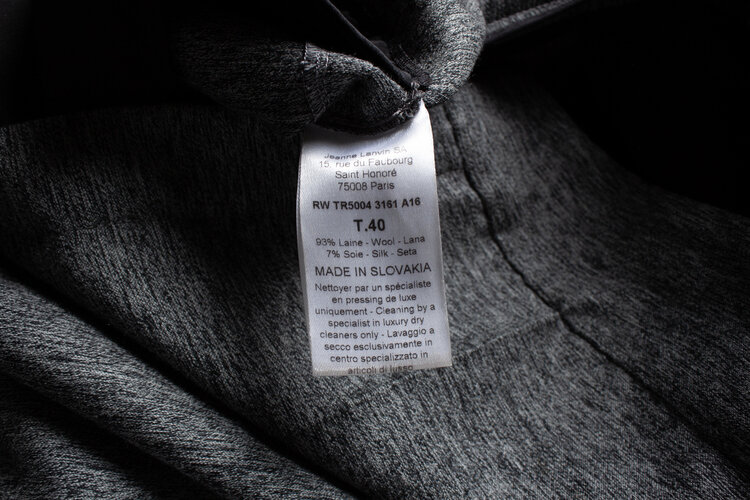 Jeanne Lanvin SA
15, rue du Faubourg
Saint Honoré
75008 Paris
RW TR5004 3161 A16
T.40
93% Laine - Wool - Lana
7% Soie - Silk - Seta
MADE IN SLOVAKIA
Nettoyer par un spécialiste
en pressing de luxe
uniquement - Cleaning by a
specialist in luxury dry
cleaners only - Lavaggio a
secco esclusivamente in
centro specializzato in
articoli di lusso